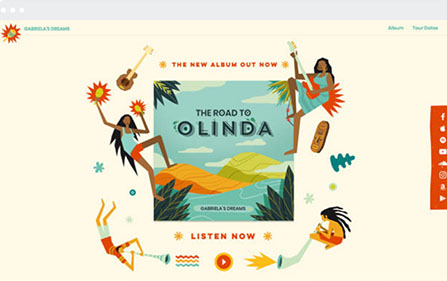 GABRIELA'S DREAMS
Album
Tour Dates
THE NEW ALBUM OUT NOW
THE ROAD TO
OLINDA
GABRIELA'S DREAMS
LISTEN NOW